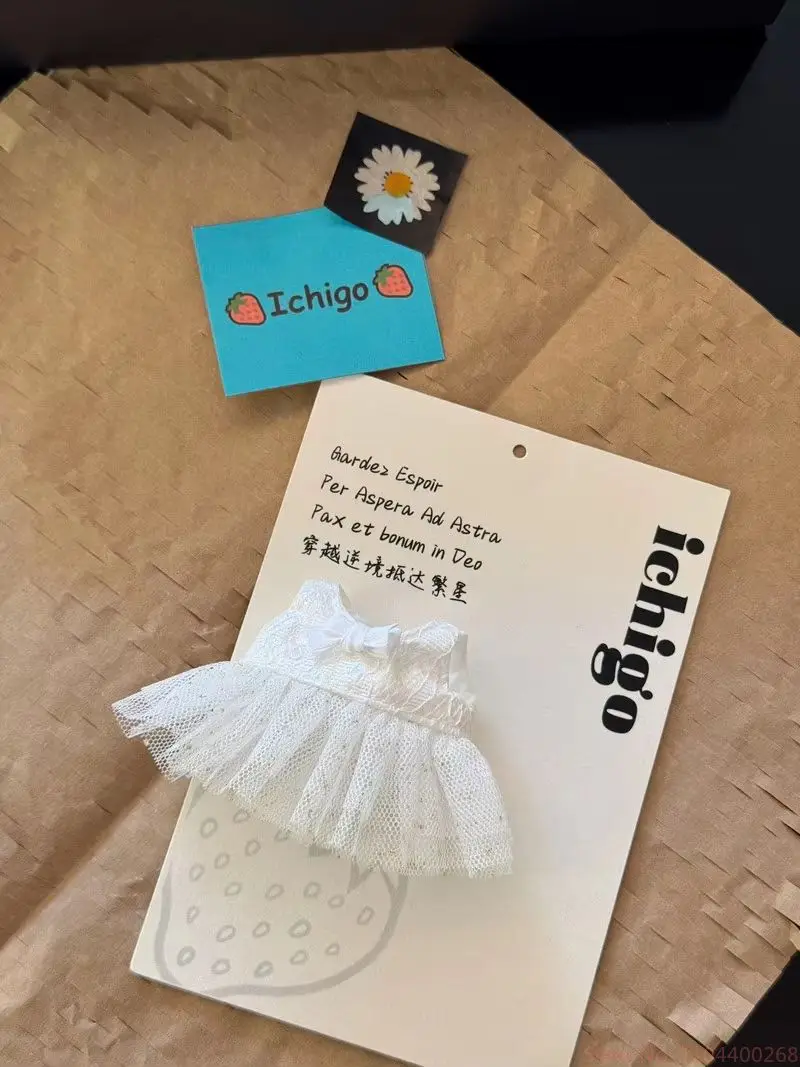 Ichigo
Gardez Espoir
Per Aspera Ad Astra
Pax et bonum in Deo
穿越逆境抵达繁星
ichigo